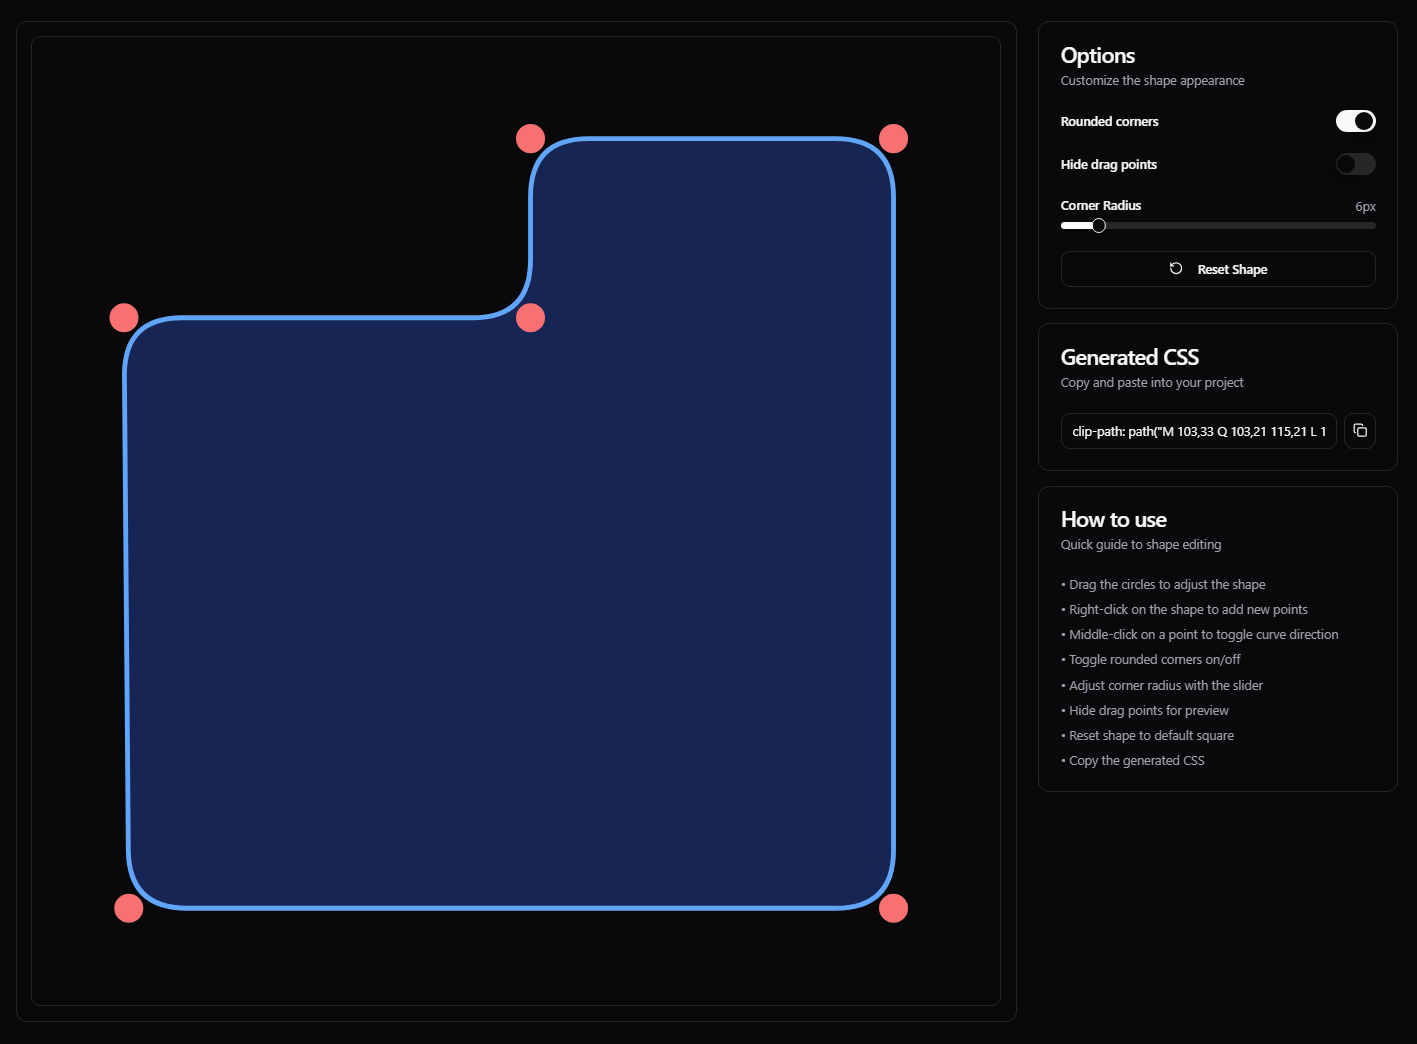 Options
Customize the shape appearance
Rounded corners
Hide drag points
Corner Radius 6px
Reset Shape
Generated CSS
Copy and paste into your project
clip-path: path("M 103,33 Q 103,21 115,21 L 1
How to use
Quick guide to shape editing
• Drag the circles to adjust the shape
• Right-click on the shape to add new points
• Middle-click on a point to toggle curve direction
• Toggle rounded corners on/off
• Adjust corner radius with the slider
• Hide drag points for preview
• Reset shape to default square
• Copy the generated CSS